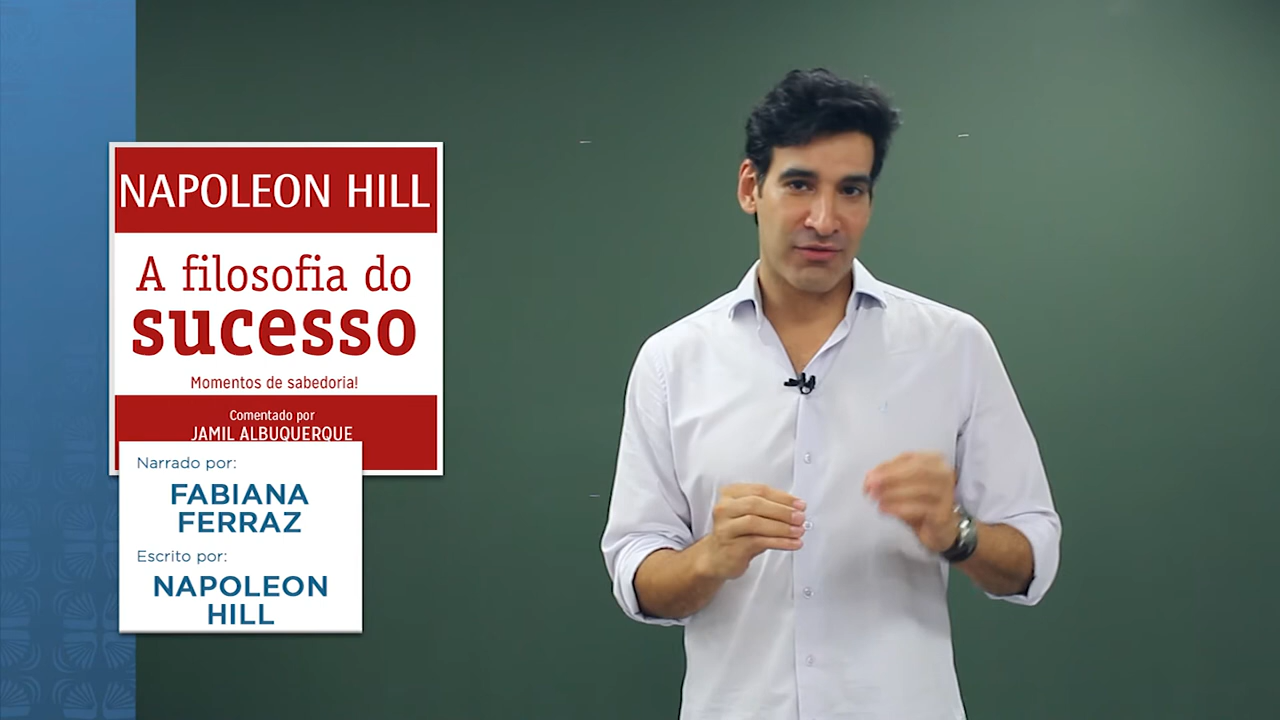 NAPOLEON HILL
A filosofia do
sucesso
Momentos de sabedoria!
Comentado por
JAMIL ALBUQUERQUE
Narrado por:
FABIANA
FERRAZ
Escrito por:
NAPOLEON
HILL